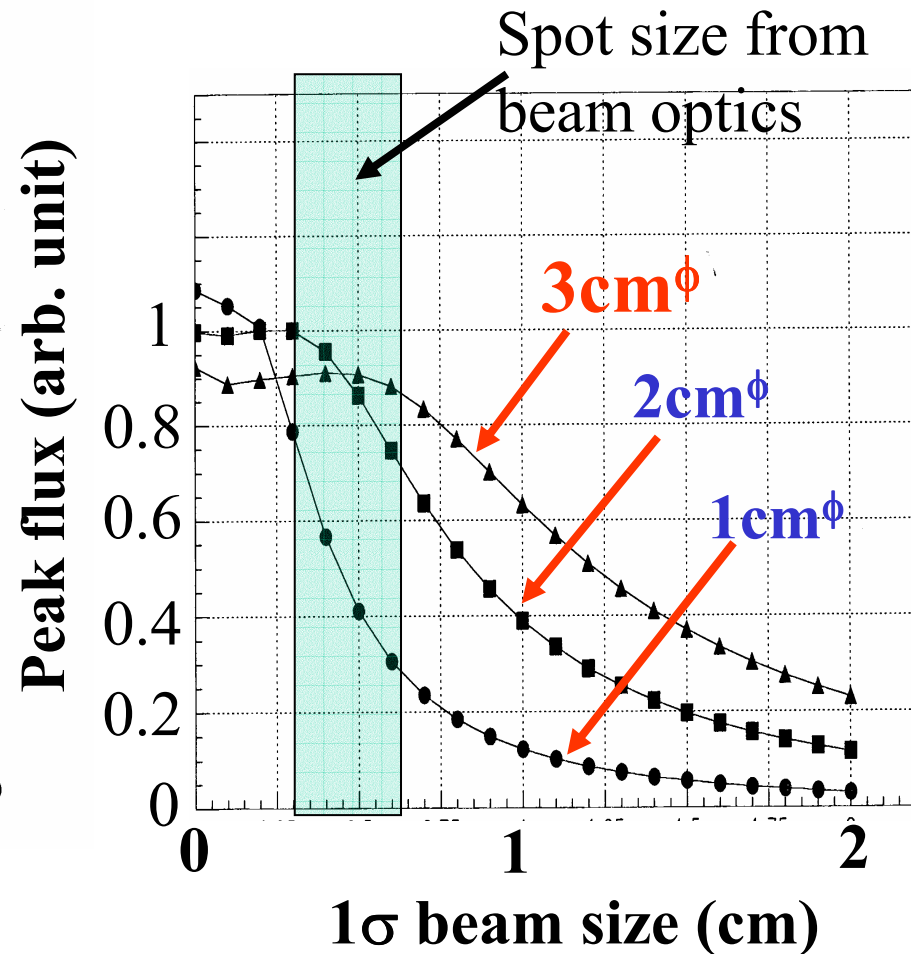 Spot size from
beam optics
Peak flux (arb. unit)
3cmϕ
2cmϕ
1cmϕ
1
0.8
0.6
0.4
0.2
0
0 1 2
1σ beam size (cm)